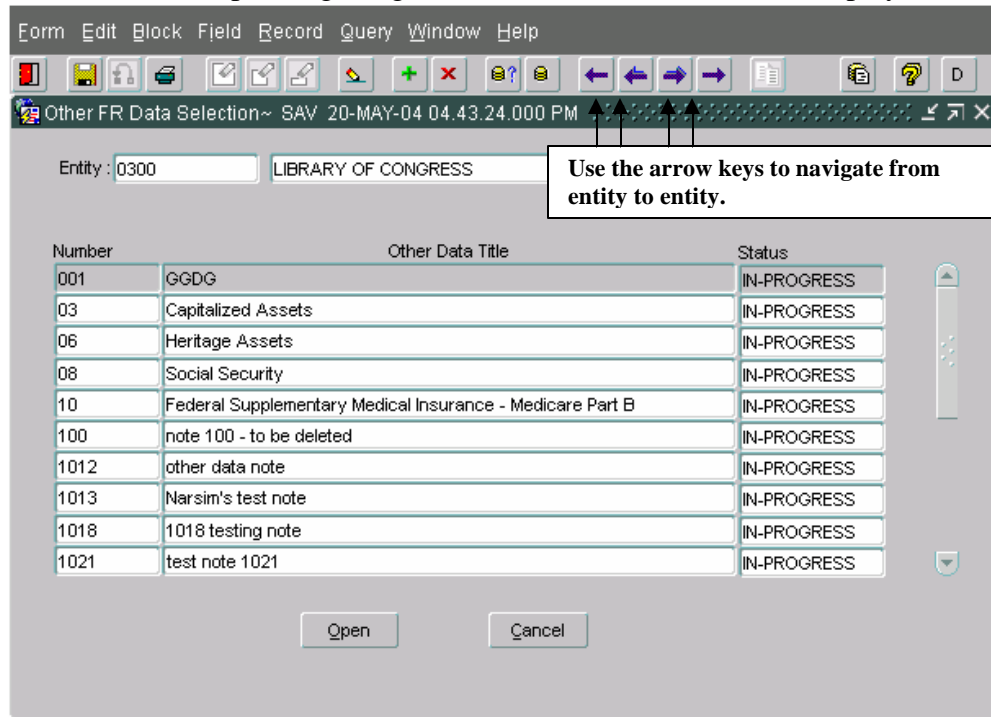 Form Edit Block Field Record Query Window Help
D
Other FR Data Selection~ SAV 20-MAY-04 04.43.24.000 PM
Entity : 0300 LIBRARY OF CONGRESS
Use the arrow keys to navigate from
entity to entity.
Number Other Data Title Status
001 GGDG IN-PROGRESS
03 Capitalized Assets IN-PROGRESS
06 Heritage Assets IN-PROGRESS
08 Social Security IN-PROGRESS
10 Federal Supplementary Medical Insurance - Medicare Part B IN-PROGRESS
100 note 100 - to be deleted IN-PROGRESS
1012 other data note IN-PROGRESS
1013 Narsim's test note IN-PROGRESS
1018 1018 testing note IN-PROGRESS
1021 test note 1021 IN-PROGRESS
Open Cancel